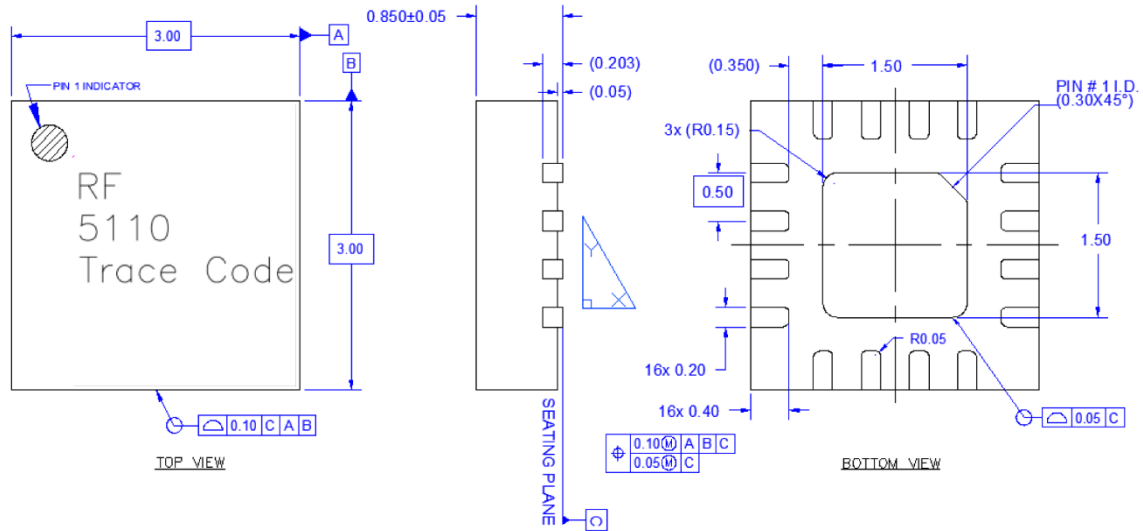 3.00
A
B
PIN 1 INDICATOR
RF
5110
Trace Code
3.00
0.10 C A B
TOP VIEW
0.850±0.05
(0.203)
(0.05)
Y
X
SEATING PLANE
C
(0.350)
1.50
PIN # 1 I.D.
(0.30X45°)
3x (R0.15)
0.50
1.50
R0.05
16x 0.20
16x 0.40
0.10 Ⓜ A B C
0.05 Ⓜ C
0.05 C
BOTTOM VIEW